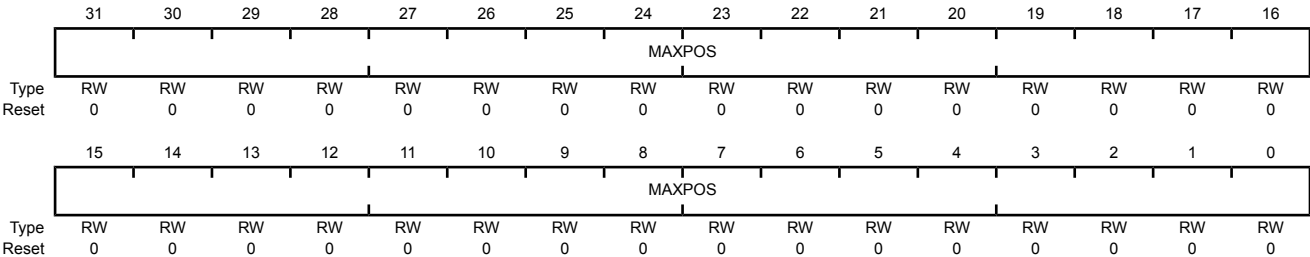 31 30 29 28 27 26 25 24 23 22 21 20 19 18 17 16
MAXPOS
Type RW RW RW RW RW RW RW RW RW RW RW RW RW RW RW RW
Reset 0 0 0 0 0 0 0 0 0 0 0 0 0 0 0 0
15 14 13 12 11 10 9 8 7 6 5 4 3 2 1 0
MAXPOS
Type RW RW RW RW RW RW RW RW RW RW RW RW RW RW RW RW
Reset 0 0 0 0 0 0 0 0 0 0 0 0 0 0 0 0